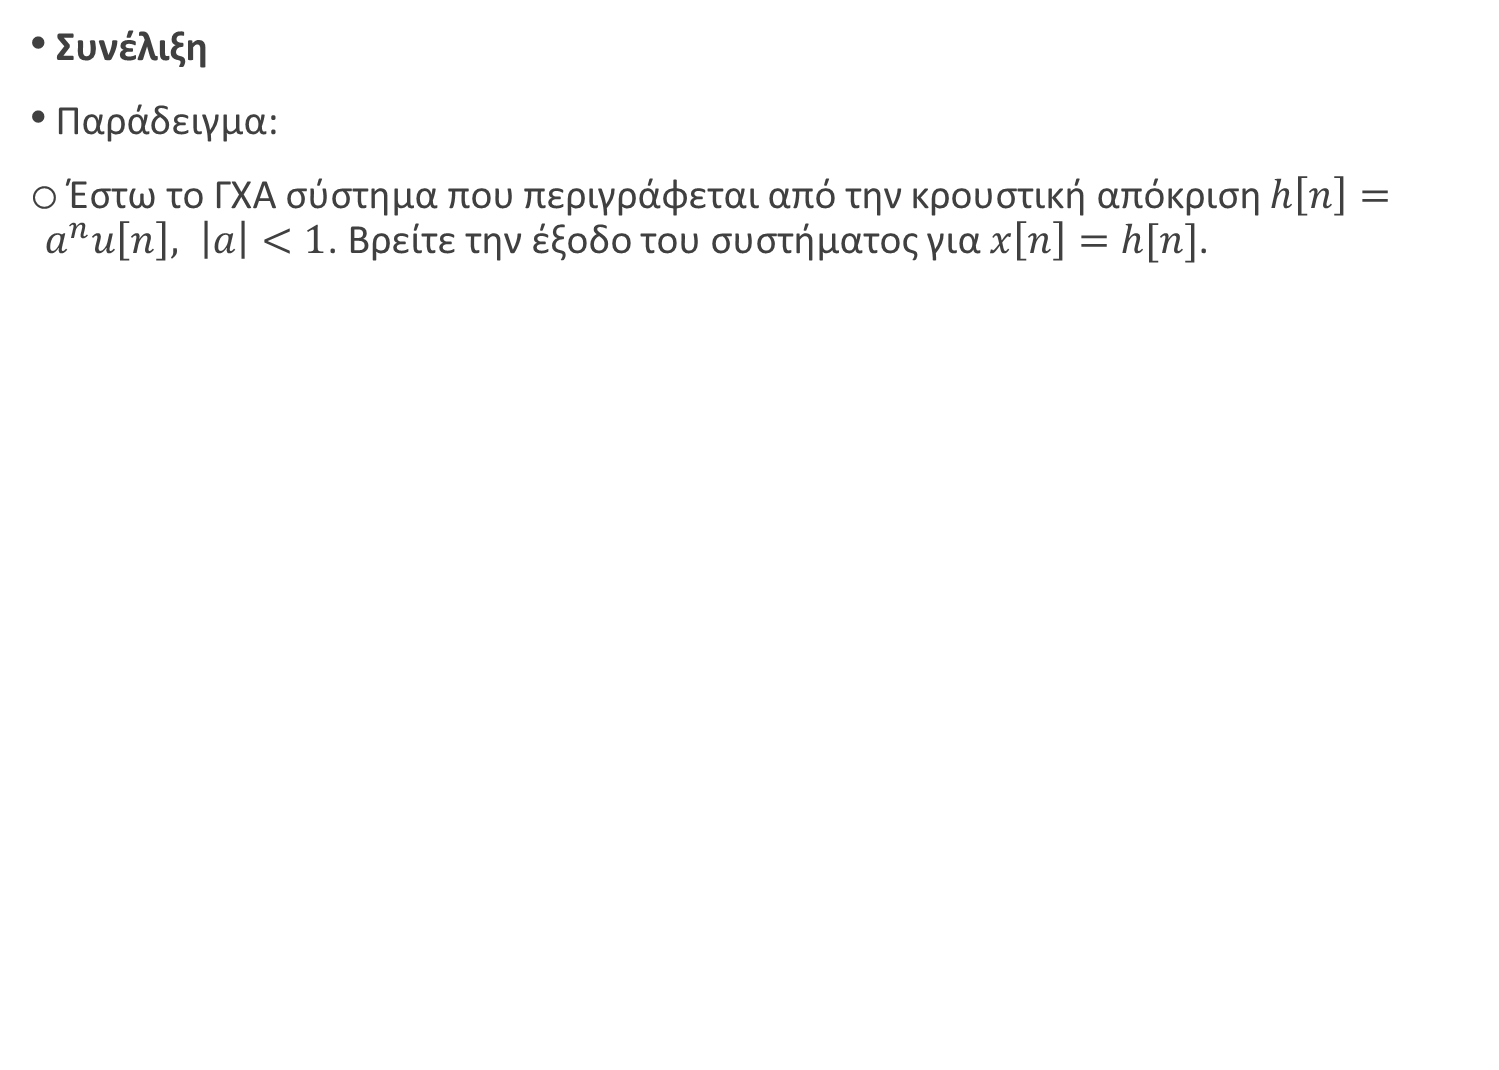 • Συνέλιξη
• Παράδειγμα:
○ Έστω το ΓΧΑ σύστημα που περιγράφεται από την κρουστική απόκριση h[n] =
aⁿu[n], |a| < 1. Βρείτε την έξοδο του συστήματος για x[n] = h[n].